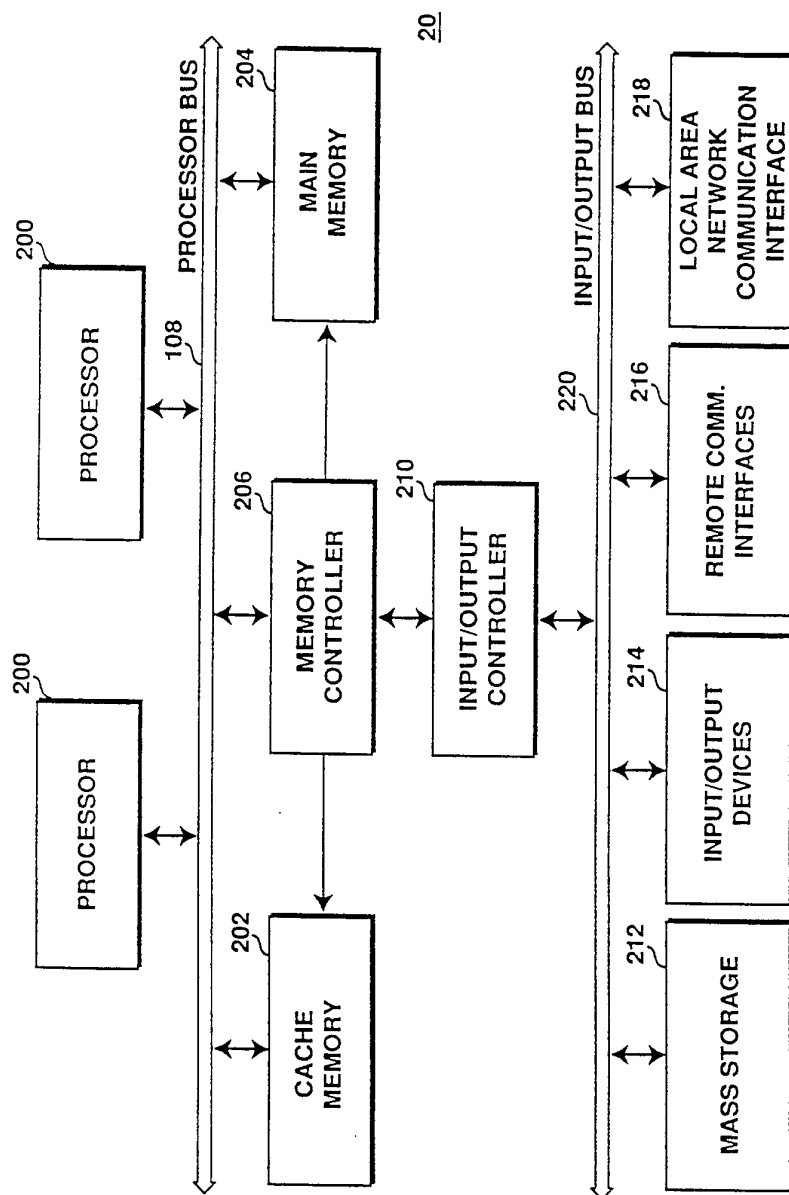 20
200
PROCESSOR
200
PROCESSOR
108
PROCESSOR BUS
202
CACHE
MEMORY
206
MEMORY
CONTROLLER
204
MAIN
MEMORY
210
INPUT/OUTPUT
CONTROLLER
220
INPUT/OUTPUT BUS
212
MASS STORAGE
214
INPUT/OUTPUT
DEVICES
216
REMOTE COMM.
INTERFACES
218
LOCAL AREA
NETWORK
COMMUNICATION
INTERFACE